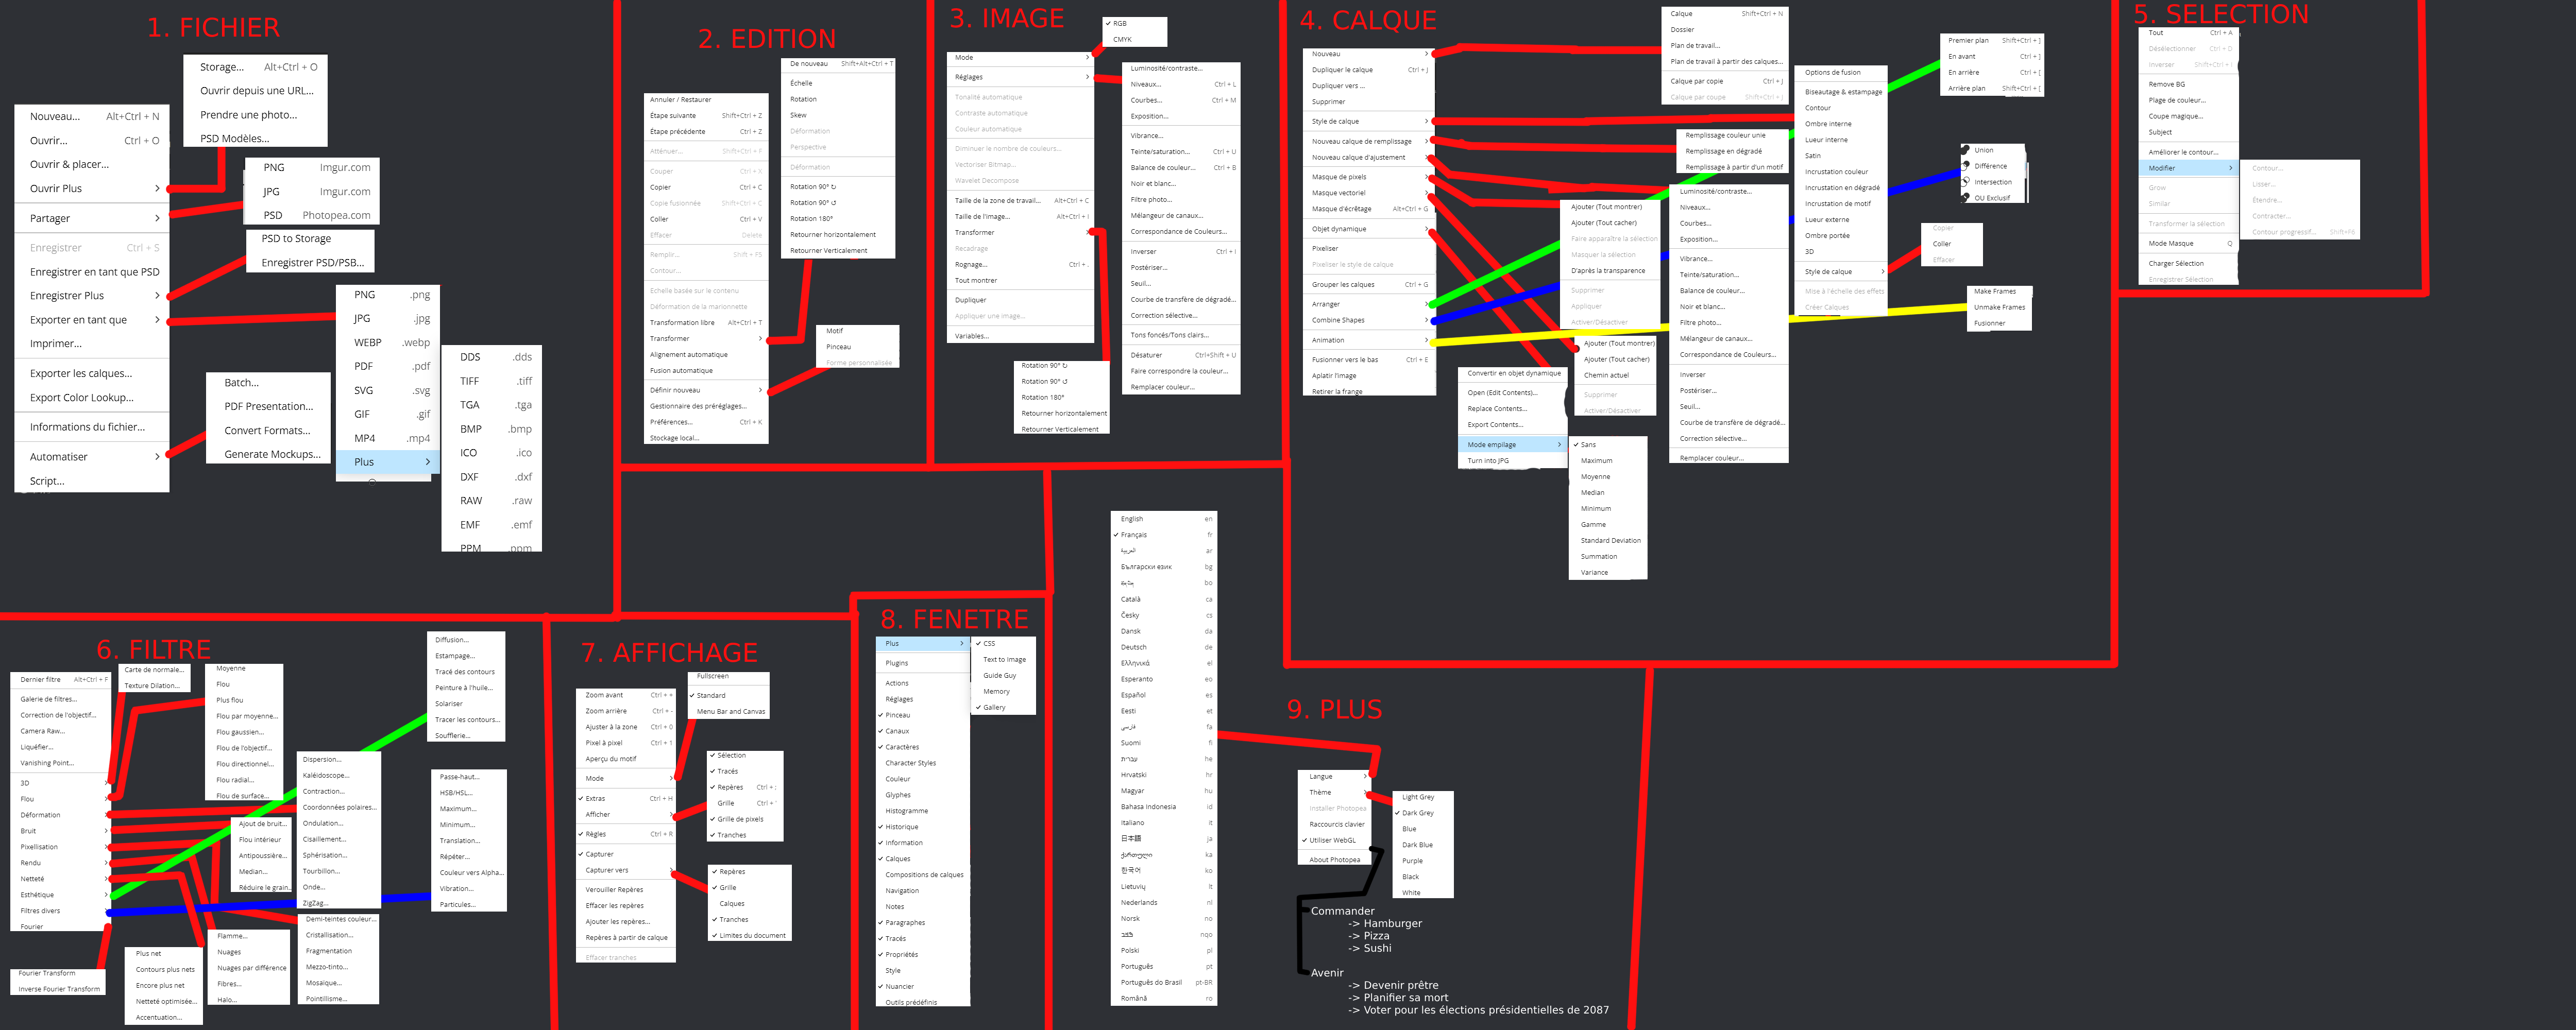 1. FICHIER
Nouveau... Alt+Ctrl + N
Ouvrir... Ctrl + O
Ouvrir & placer...
Ouvrir Plus >
Partager >
Enregistrer Ctrl + S
Enregistrer en tant que PSD
Enregistrer Plus >
Exporter en tant que >
Imprimer...
Exporter les calques...
Export Color Lookup...
Informations du fichier...
Automatiser >
Script...
Storage... Alt+Ctrl + O
Ouvrir depuis une URL...
Prendre une photo...
PSD Modèles...
PNG Imgur.com
JPG Imgur.com
PSD Photopea.com
PSD to Storage
Enregistrer PSD/PSB...
PNG .png
JPG .jpg
WEBP .webp
PDF .pdf
SVG .svg
GIF .gif
MP4 .mp4
Plus >
DDS .dds
TIFF .tiff
TGA .tga
BMP .bmp
ICO .ico
DXF .dxf
RAW .raw
EMF .emf
PPM .ppm
Batch...
PDF Presentation...
Convert Formats...
Generate Mockups...
2. EDITION
Annuler / Restaurer
Étape suivante Shift+Ctrl + Z
Étape précédente Ctrl + Z
Atténuer... Shift+Ctrl + F
Couper Ctrl + X
Copier Ctrl + C
Copie fusionnée Shift+Ctrl + C
Coller Ctrl + V
Effacer Delete
Remplir... Shift + F5
Contour...
Echelle basée sur le contenu
Déformation de la marionnette
Transformation libre Alt+Ctrl + T
Transformer >
Alignement automatique
Fusion automatique
Définir nouveau >
Gestionnaire des préréglages...
Préférences... Ctrl + K
Stockage local...
De nouveau Shift+Alt+Ctrl + T
Échelle
Rotation
Skew
Déformation
Perspective
Déformation
Rotation 90° ↻
Rotation 90° ↺
Rotation 180°
Retourner horizontalement
Retourner Verticalement
Motif
Pinceau
Forme personnalisée
3. IMAGE
Mode >
Réglages >
Tonalité automatique
Contraste automatique
Couleur automatique
Diminuer le nombre de couleurs...
Vectoriser Bitmap...
Wavelet Decompose
Taille de la zone de travail... Alt+Ctrl + C
Taille de l'image... Alt+Ctrl + I
Transformer >
Recadrage
Rognage... Ctrl + .
Tout montrer
Dupliquer
Appliquer une image...
Variables...
✓ RGB
CMYK
Luminosité/contraste...
Niveaux... Ctrl + L
Courbes... Ctrl + M
Exposition...
Vibrance...
Teinte/saturation... Ctrl + U
Balance de couleur... Ctrl + B
Noir et blanc...
Filtre photo...
Mélangeur de canaux...
Correspondance de Couleurs...
Inverser Ctrl + I
Postériser...
Seuil...
Courbe de transfère de dégradé...
Correction sélective...
Tons foncés/Tons clairs...
Désaturer Ctrl+Shift + U
Faire correspondre la couleur...
Remplacer couleur...
Rotation 90° ↻
Rotation 90° ↺
Rotation 180°
Retourner horizontalement
Retourner Verticalement
4. CALQUE
Nouveau >
Dupliquer le calque Ctrl + J
Dupliquer vers ...
Supprimer
Style de calque >
Nouveau calque de remplissage >
Nouveau calque d'ajustement >
Masque de pixels >
Masque vectoriel >
Masque d'écrêtage Alt+Ctrl + G
Objet dynamique >
Pixeliser
Pixeliser le style de calque
Grouper les calques Ctrl + G
Arranger
Combine Shapes
Animation
Fusionner vers le bas Ctrl + E
Aplatir l'image
Retirer la frange
Calque Shift+Ctrl + N
Dossier
Plan de travail...
Plan de travail à partir des calques...
Calque par copie Ctrl + J
Calque par coupe Shift+Ctrl + J
Remplissage couleur unie
Remplissage en dégradé
Remplissage à partir d'un motif
Options de fusion
Biseautage & estampage
Contour
Ombre interne
Lueur interne
Satin
Incrustation couleur
Incrustation en dégradé
Incrustation de motif
Lueur externe
Ombre portée
3D
Style de calque >
Mise à l'échelle des effets
Créer Calques
Premier plan Shift+Ctrl + ]
En avant Ctrl + ]
En arrière Ctrl + [
Arrière plan Shift+Ctrl + [
Union
Différence
Intersection
OU Exclusif
Copier
Coller
Effacer
Make Frames
Unmake Frames
Fusionner
Ajouter (Tout montrer)
Ajouter (Tout cacher)
Faire apparaître la sélection
Masquer la sélection
D'après la transparence
Supprimer
Appliquer
Activer/Désactiver
Ajouter (Tout montrer)
Ajouter (Tout cacher)
Chemin actuel
Supprimer
Activer/Désactiver
Luminosité/contraste...
Niveaux...
Courbes...
Exposition...
Vibrance...
Teinte/saturation...
Balance de couleur...
Noir et blanc...
Filtre photo...
Mélangeur de canaux...
Correspondance de Couleurs...
Inverser
Postériser...
Seuil...
Courbe de transfère de dégradé...
Correction sélective...
Remplacer couleur...
Convertir en objet dynamique
Open (Edit Contents)...
Replace Contents...
Export Contents...
Mode empilage >
Turn into JPG
✓ Sans
Maximum
Moyenne
Median
Minimum
Gamme
Standard Deviation
Summation
Variance
5. SELECTION
Tout Ctrl + A
Désélectionner Ctrl + D
Inverser Shift+Ctrl + I
Remove BG
Plage de couleur...
Coupe magique...
Subject
Améliorer le contour...
Modifier >
Grow
Similar
Transformer la sélection
Mode Masque Q
Charger Sélection
Enregistrer Sélection
Contour...
Lisser...
Etendre...
Contracter...
Contour progressif... Shift+F6
6. FILTRE
Dernier filtre Alt+Ctrl + F
Galerie de filtres...
Correction de l'objectif...
Camera Raw...
Liquéfier...
Vanishing Point...
3D >
Flou >
Déformation >
Bruit >
Pixellisation >
Rendu >
Netteté >
Esthétique >
Filtres divers >
Fourier
Carte de normale...
Texture Dilation...
Moyenne
Flou
Plus flou
Flou par moyenne...
Flou gaussien...
Flou de l'objectif...
Flou directionnel...
Flou radial...
Flou de surface...
Dispersion...
Kaléidoscope...
Contraction...
Coordonnées polaires...
Ondulation...
Cisaillement...
Sphérisation...
Tourbillon...
Onde...
ZigZag...
Ajout de bruit...
Flou intérieur
Antipoussière...
Median...
Réduire le grain...
Demi-teintes couleur...
Cristallisation...
Fragmentation
Mezzo-tinto...
Mosaïque...
Pointillisme...
Flamme...
Nuages
Nuages par différence
Fibres...
Halo...
Plus net
Contours plus nets
Encore plus net
Netteté optimisée...
Accentuation...
Fourier Transform
Inverse Fourier Transform
Diffusion...
Estampage...
Tracé des contours
Peinture à l'huile...
Solariser
Tracer les contours...
Soufflerie...
Passe-haut...
HSB/HSL...
Maximum...
Minimum...
Translation...
Répéter...
Couleur vers Alpha...
Vibration...
Particules...
7. AFFICHAGE
Zoom avant Ctrl + +
Zoom arrière Ctrl + -
Ajuster à la zone Ctrl + 0
Pixel à pixel Ctrl + 1
Aperçu du motif
Mode >
✓ Extras Ctrl + H
Afficher >
✓ Règles Ctrl + R
✓ Capturer
Capturer vers
Verouiller Repères
Effacer les repères
Ajouter les repères...
Repères à partir de calque
Effacer tranches
Fullscreen
✓ Standard
Menu Bar and Canvas
✓ Sélection
✓ Tracés
✓ Repères Ctrl + ;
Grille Ctrl + '
✓ Grille de pixels
✓ Tranches
✓ Repères
✓ Grille
Calques
✓ Tranches
✓ Limites du document
8. FENETRE
Plus >
Plugins
Actions
Réglages
✓ Pinceau
✓ Canaux
✓ Caractères
Character Styles
Couleur
Glyphes
Histogramme
✓ Historique
✓ Information
✓ Calques
Compositions de calques
Navigation
Notes
✓ Paragraphes
✓ Tracés
✓ Propriétés
Style
✓ Nuancier
Outils prédéfinis
✓ CSS
Text to Image
Guide Guy
Memory
✓ Gallery
English en
✓ Français fr
العربية ar
Български език bg
bo
Català ca
Česky cs
Dansk da
Deutsch de
Ελληνικά el
Esperanto eo
Español es
Eesti et
فارسی fa
Suomi fi
עברית he
Hrvatski hr
Magyar hu
Bahasa Indonesia id
Italiano it
日本語 ja
ქართული ka
한국어 ko
Lietuvių lt
Nederlands nl
Norsk no
nqo
Polski pl
Português pt
Português do Brasil pt-BR
Română ro
9. PLUS
Langue >
Thème >
Installer Photopea
Raccourcis clavier
✓ Utiliser WebGL
About Photopea
Light Grey
✓ Dark Grey
Blue
Dark Blue
Purple
Black
White
Commander
-> Hamburger
-> Pizza
-> Sushi
Avenir
-> Devenir prêtre
-> Planifier sa mort
-> Voter pour les élections présidentielles de 2087